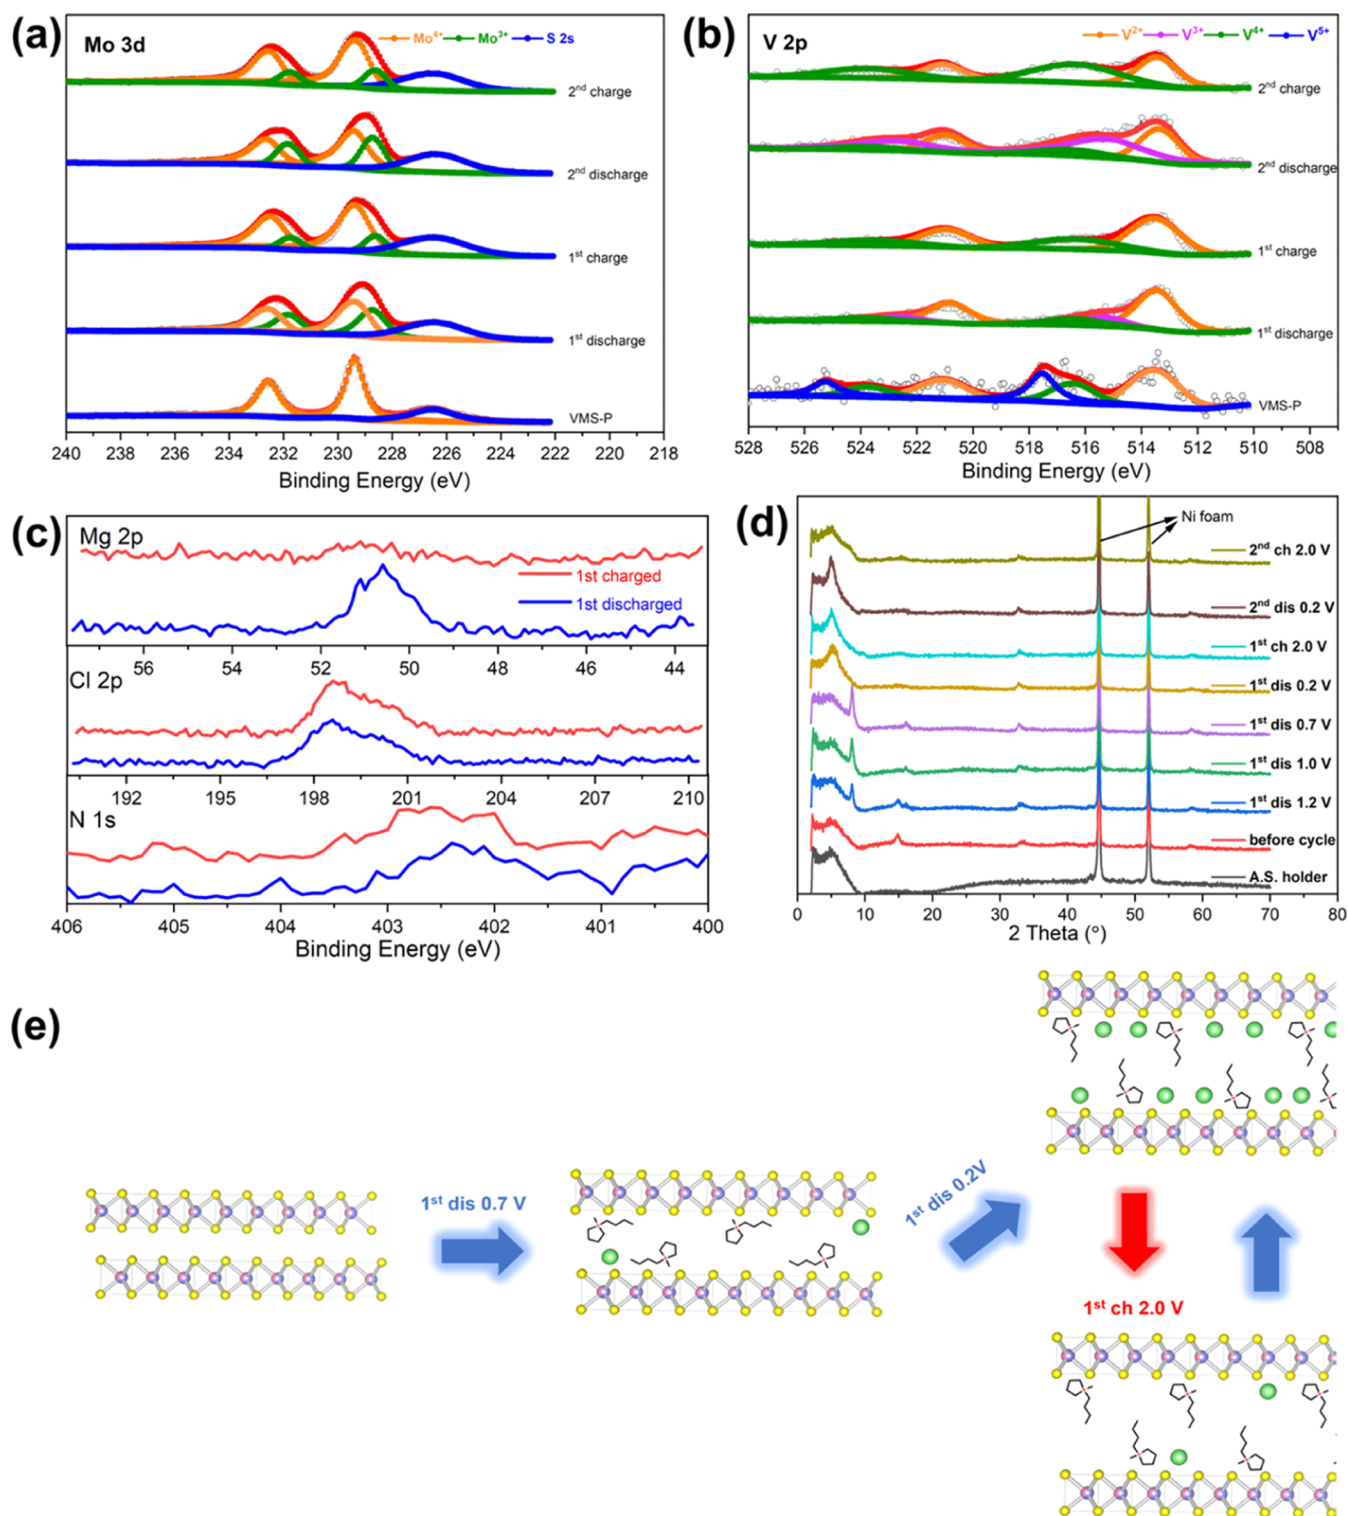 (a)
Mo 3d
Mo⁴⁺ Mo³⁺ S 2s
2nd charge
2nd discharge
1st charge
1st discharge
VMS-P
240 238 236 234 232 230 228 226 224 222 220 218
Binding Energy (eV)
(b)
V 2p
V²⁺ V³⁺ V⁴⁺ V⁵⁺
2nd charge
2nd discharge
1st charge
1st discharge
VMS-P
528 526 524 522 520 518 516 514 512 510 508
Binding Energy (eV)
(c)
Mg 2p
1st charged
1st discharged
56 54 52 50 48 46 44
Cl 2p
192 195 198 201 204 207 210
N 1s
406 405 404 403 402 401 400
Binding Energy (eV)
(d)
Ni foam
2nd ch 2.0 V
2nd dis 0.2 V
1st ch 2.0 V
1st dis 0.2 V
1st dis 0.7 V
1st dis 1.0 V
1st dis 1.2 V
before cycle
A.S. holder
0 10 20 30 40 50 60 70 80
2 Theta (°)
(e)
1st dis 0.7 V
1st dis 0.2V
1st ch 2.0 V